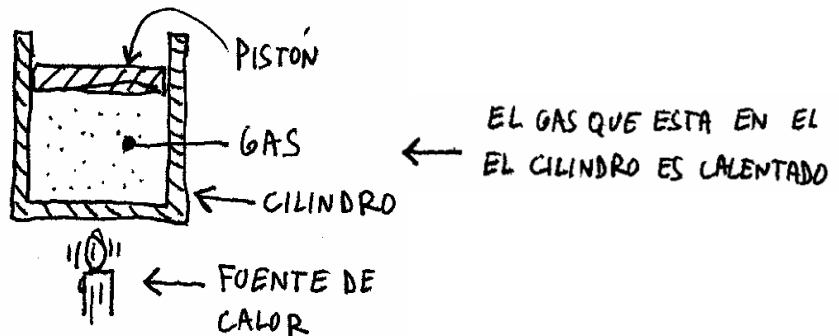 PISTÓN
GAS
CILINDRO
FUENTE DE
CALOR
EL GAS QUE ESTA EN EL
EL CILINDRO ES CALENTADO